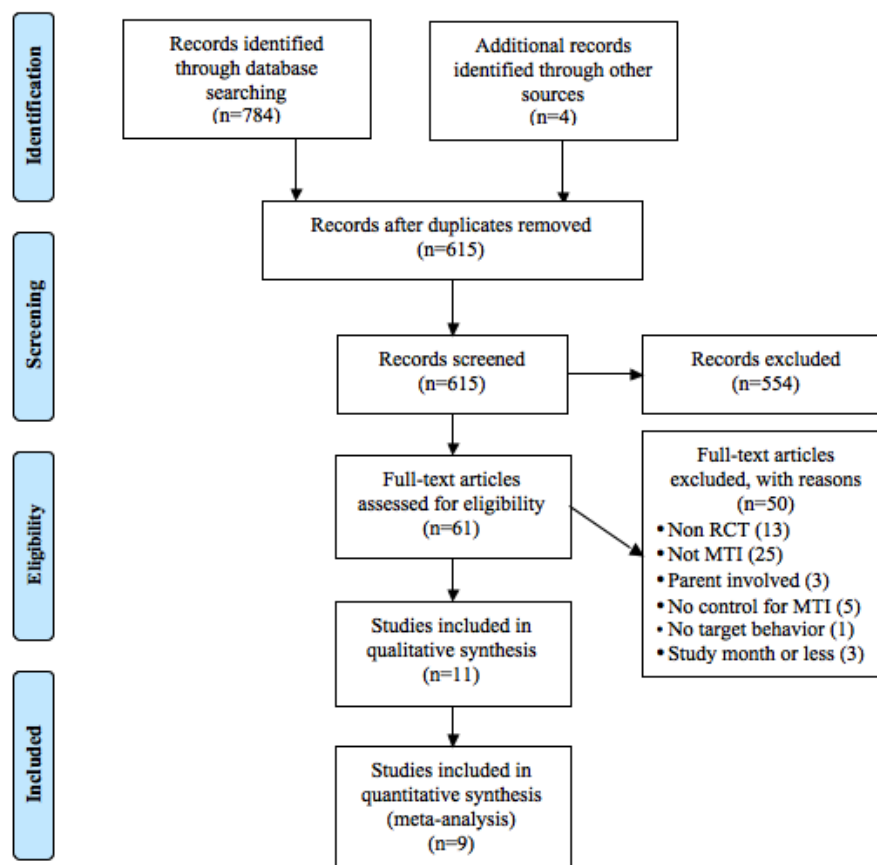 Identification
Records identified
through database
searching
(n=784)
Additional records
identified through other
sources
(n=4)
Records after duplicates removed
(n=615)
Screening
Records screened
(n=615)
Records excluded
(n=554)
Eligibility
Full-text articles
assessed for eligibility
(n=61)
Full-text articles
excluded, with reasons
(n=50)
• Non RCT (13)
• Not MTI (25)
• Parent involved (3)
• No control for MTI (5)
• No target behavior (1)
• Study month or less (3)
Studies included in
qualitative synthesis
(n=11)
Included
Studies included in
quantitative synthesis
(meta-analysis)
(n=9)